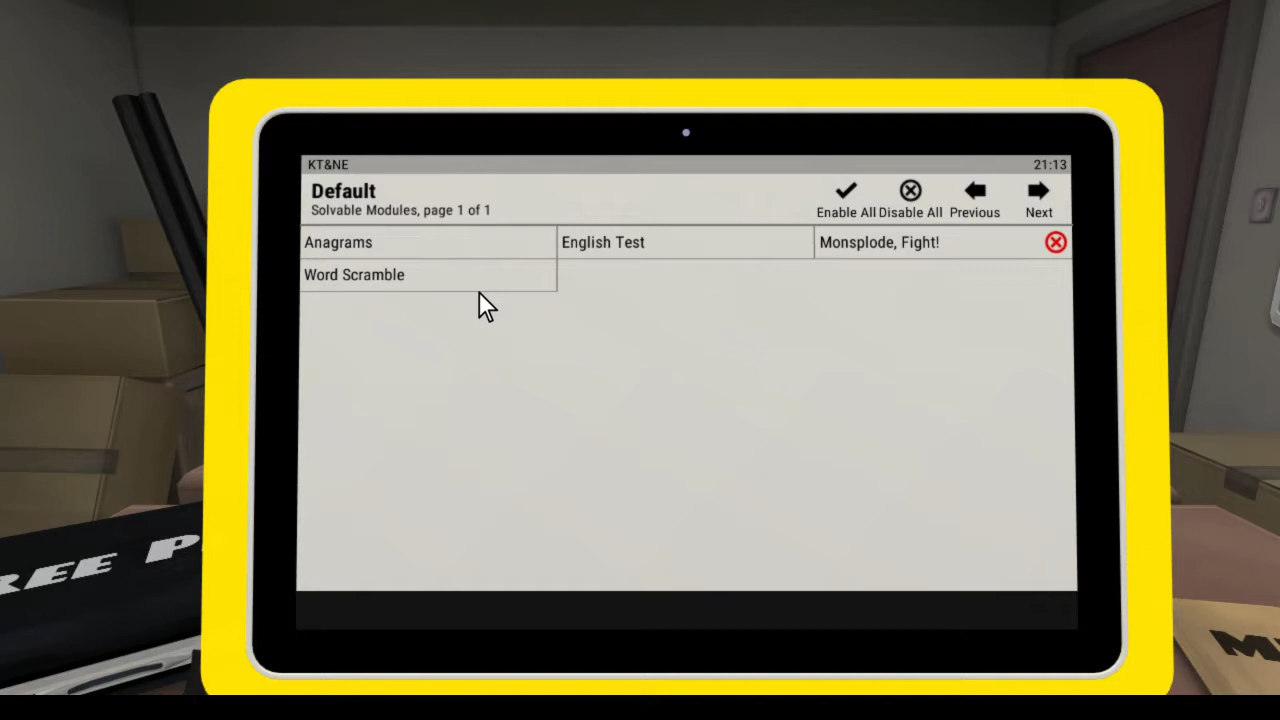 KT&NE 21:13
Default
Solvable Modules, page 1 of 1
Enable All Disable All Previous Next
Anagrams English Test Monsplode, Fight!
Word Scramble